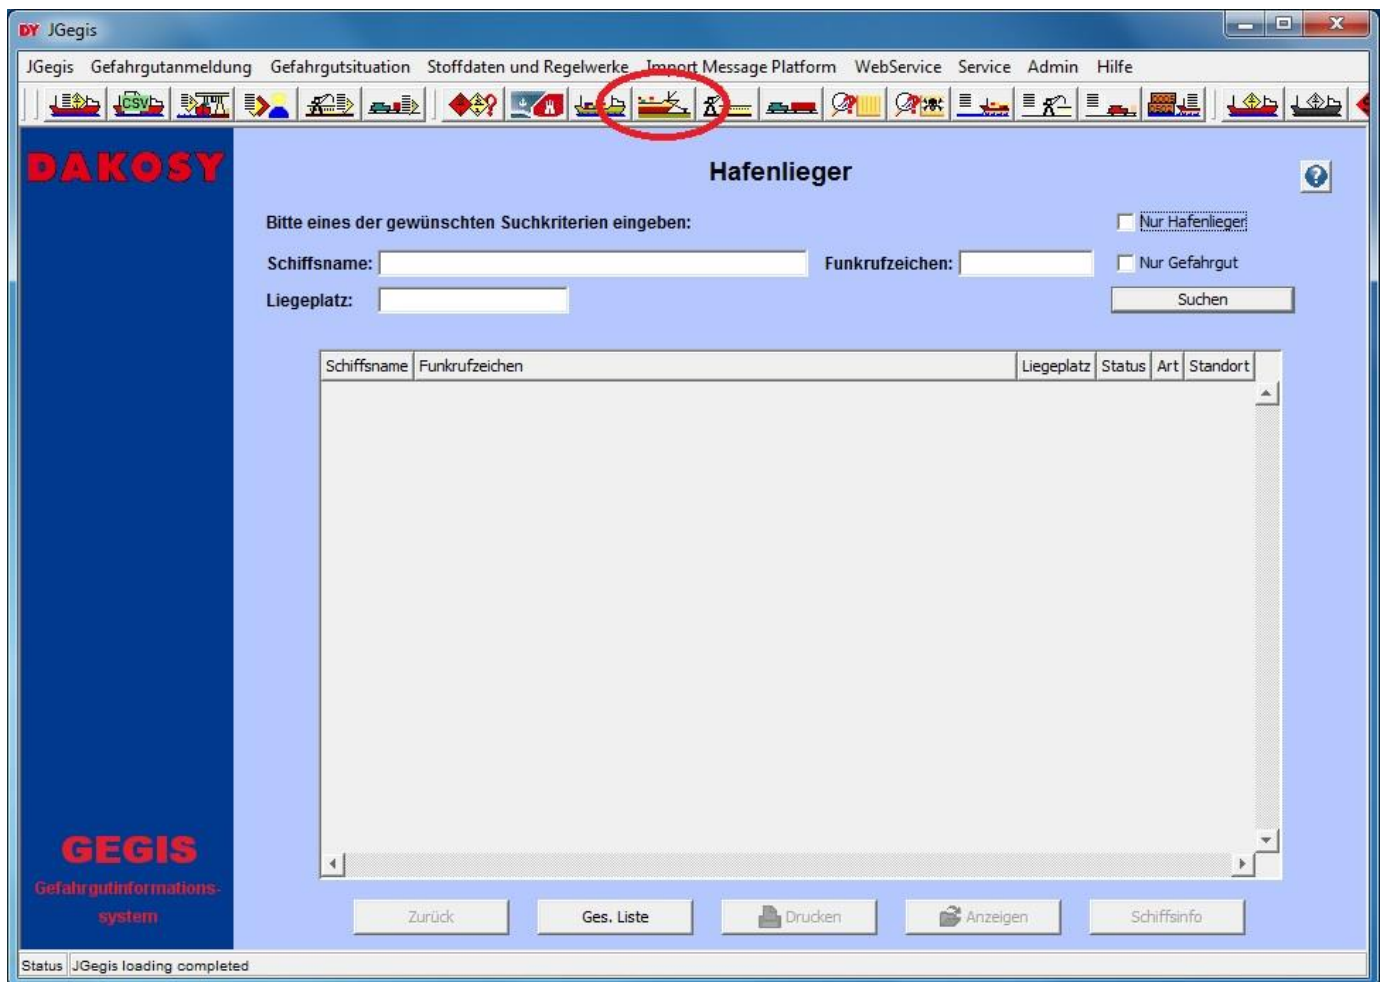 DY JGegis
JGegis Gefahrgutanmeldung Gefahrgutsituation Stoffdaten und Regelwerke Import Message Platform WebService Service Admin Hilfe
CSV
DAKOSY
Hafenlieger
Bitte eines der gewünschten Suchkriterien eingeben:
Nur Hafenlieger
Schiffsname: Funkrufzeichen: Nur Gefahrgut
Liegeplatz: Suchen
Schiffsname Funkrufzeichen Liegeplatz Status Art Standort
GEGIS
Gefahrgutinformations-
system
Zurück Ges. Liste Drucken Anzeigen Schiffsinfo
Status JGegis loading completed